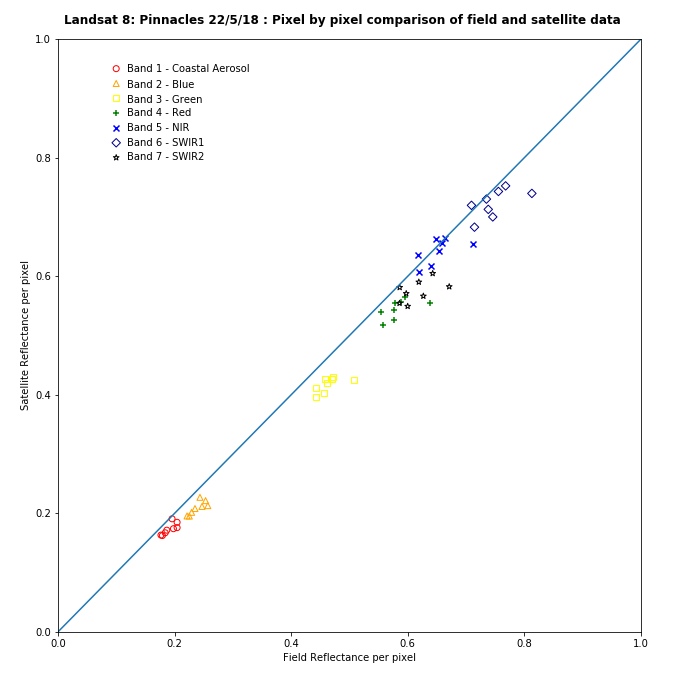 Landsat 8: Pinnacles 22/5/18 : Pixel by pixel comparison of field and satellite data
1.0
Band 1 - Coastal Aerosol
Band 2 - Blue
Band 3 - Green
Band 4 - Red
Band 5 - NIR
Band 6 - SWIR1
Band 7 - SWIR2
0.8
0.6
Satellite Reflectance per pixel
0.4
0.2
0.0
0.0 0.2 0.4 0.6 0.8 1.0
Field Reflectance per pixel